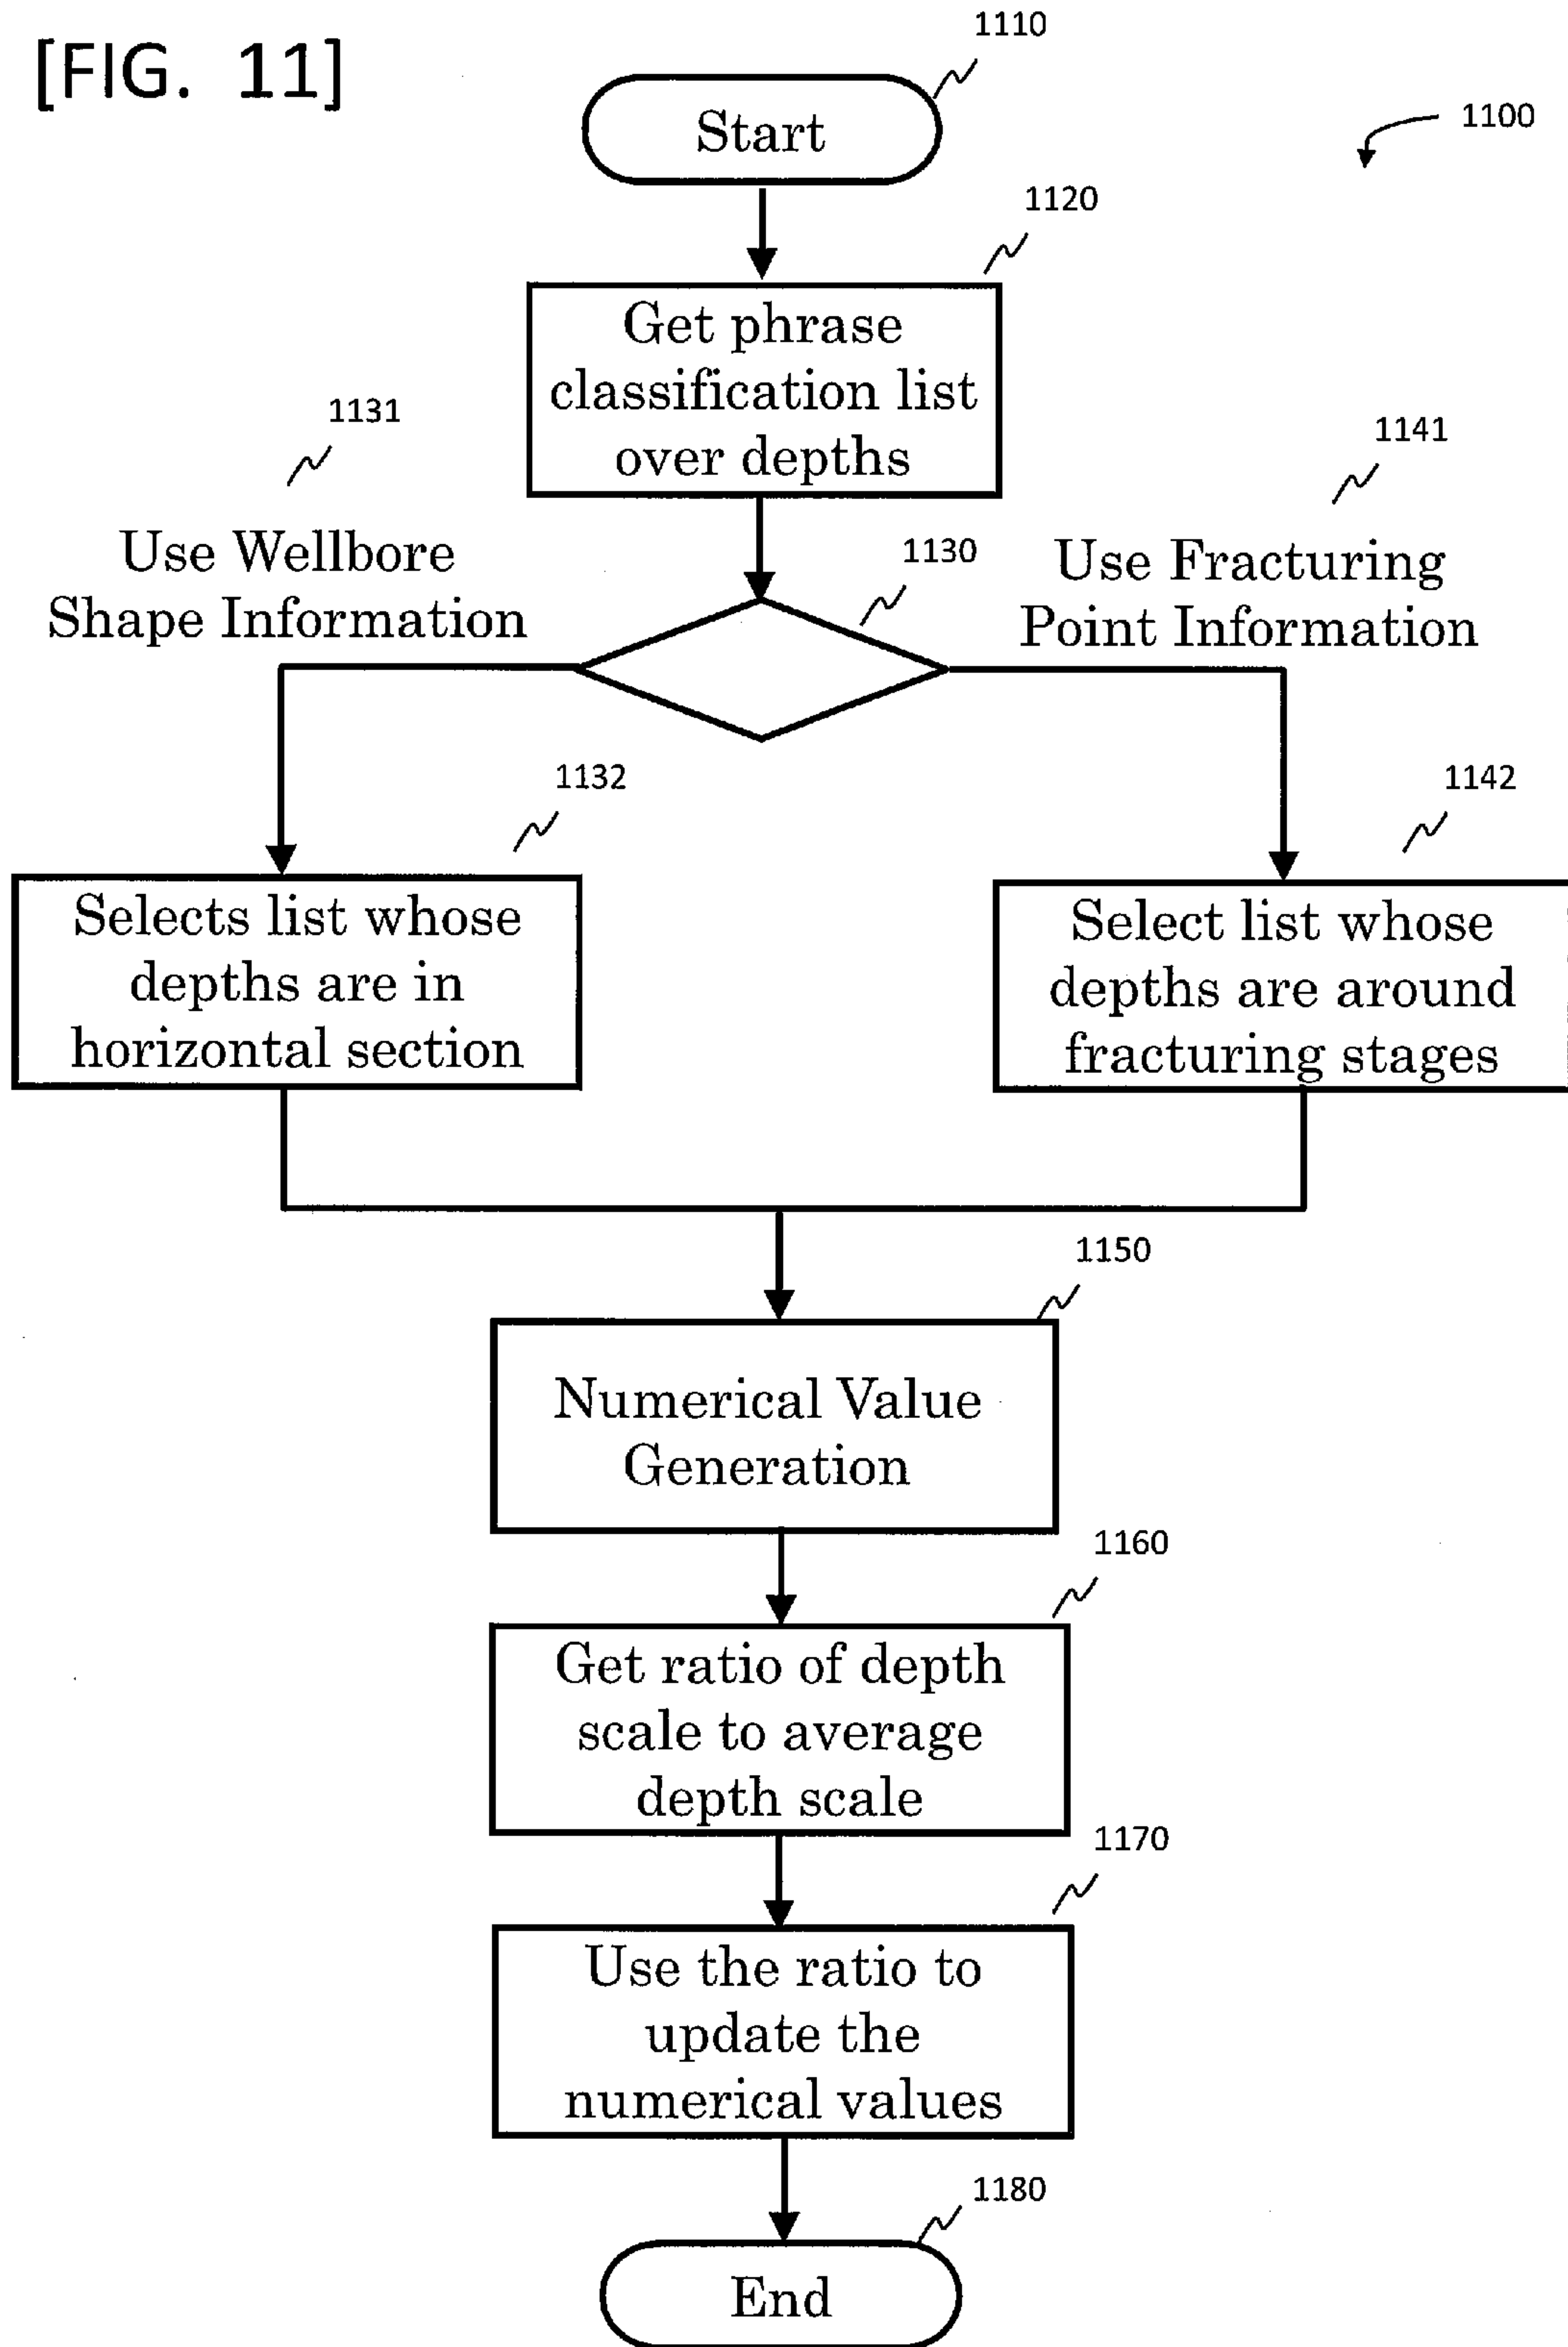 [FIG. 11]
1110
Start
1100
1120
Get phrase
classification list
over depths
1131
1141
Use Wellbore
Shape Information
1130
Use Fracturing
Point Information
1132
1142
Selects list whose
depths are in
horizontal section
Select list whose
depths are around
fracturing stages
1150
Numerical Value
Generation
1160
Get ratio of depth
scale to average
depth scale
1170
Use the ratio to
update the
numerical values
1180
End